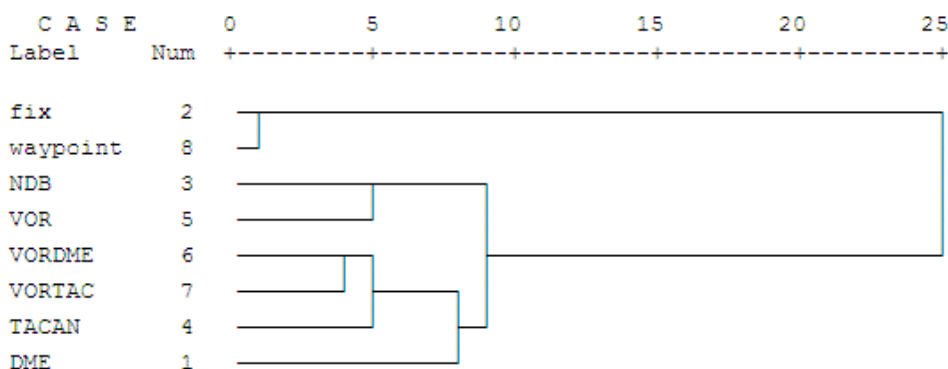 C A S E 0 5 10 15 20 25
Label Num +---------+---------+---------+---------+---------+
fix 2
waypoint 8
NDB 3
VOR 5
VORDME 6
VORTAC 7
TACAN 4
DME 1